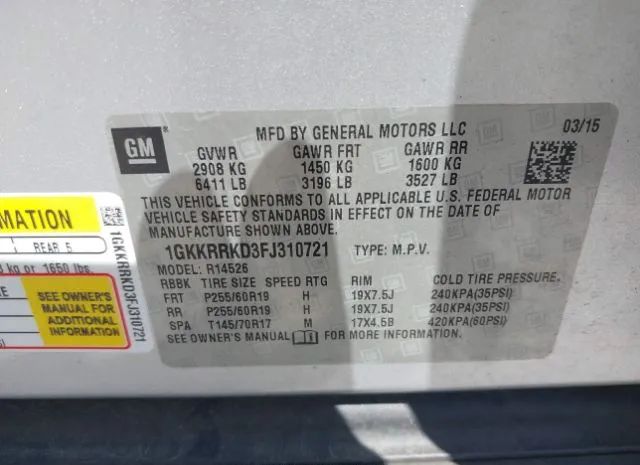 GM
MFD BY GENERAL MOTORS LLC 03/15
GVWR GAWR FRT GAWR RR
2908 KG 1450 KG 1600 KG
6411 LB 3196 LB 3527 LB
THIS VEHICLE CONFORMS TO ALL APPLICABLE U.S. FEDERAL MOTOR
VEHICLE SAFETY STANDARDS IN EFFECT ON THE DATE OF
MANUFACTURE SHOWN ABOVE.
1GKKRRKD3FJ310721 TYPE: M.P.V.
MODEL: R14526
RBBK TIRE SIZE SPEED RTG RIM COLD TIRE PRESSURE
FRT P255/60R19 H 19X7.5J 240KPA(35PSI)
RR P255/60R19 H 19X7.5J 240KPA(35PSI)
SPA T145/70R17 M 17X4.5B 420KPA(60PSI)
SEE OWNER'S MANUAL FOR MORE INFORMATION
REAR 5
kg or 1650 lbs.
SEE OWNER'S
MANUAL FOR
ADDITIONAL
INFORMATION
1GKKRRKD3FJ310721